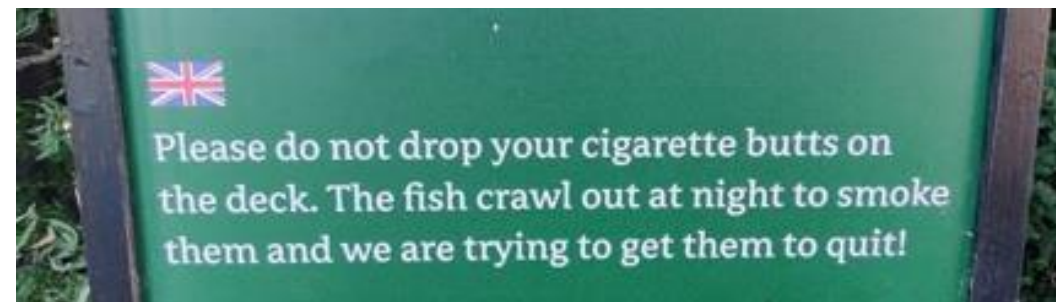 Please do not drop your cigarette butts on
the deck. The fish crawl out at night to smoke
them and we are trying to get them to quit!